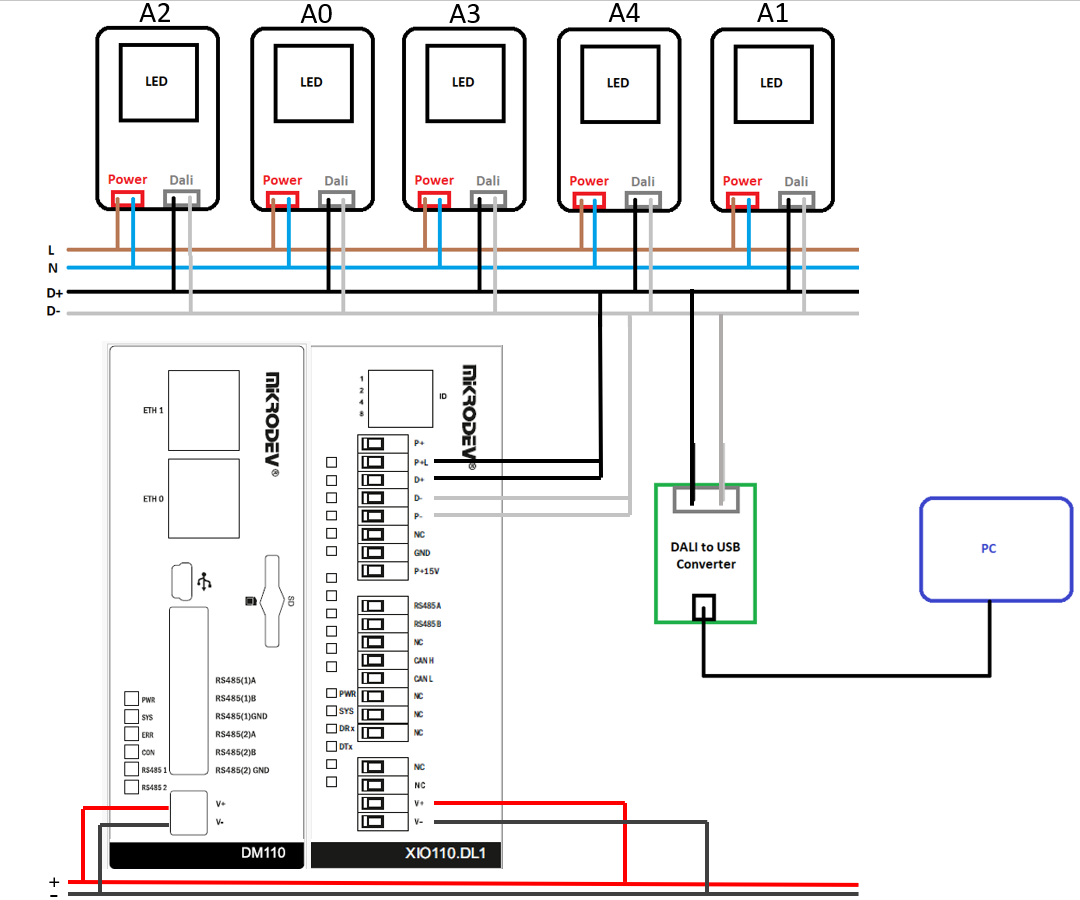 A2 A0 A3 A4 A1
LED LED LED LED LED
Power Dali Power Dali Power Dali Power Dali Power Dali
L
N
D+
D-
ETH 1
ETH 0
MiKRODEV®
SD
RS485(1)A
RS485(1)B
RS485(1)GND
RS485(2)A
RS485(2)B
RS485(2) GND
PWR
SYS
ERR
CON
RS485 1
RS485 2
V+
V-
DM110
1
2
4
8
ID
MiKRODEV®
P+
P+L
D+
D-
P-
NC
GND
P+15V
RS485A
RS485B
NC
CAN H
CAN L
NC
NC
NC
PWR
SYS
DRx
DTx
NC
NC
V+
V-
XIO110.DL1
DALI to USB
Converter
PC
+
-